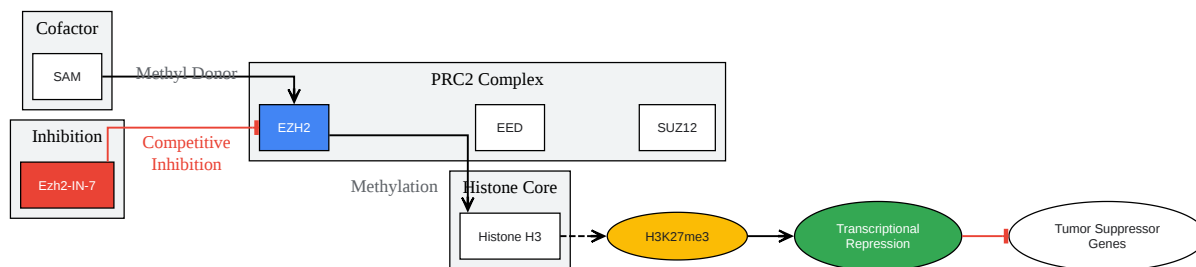 Cofactor
SAM
Methyl Donor
PRC2 Complex
EZH2
EED
SUZ12
Inhibition
Competitive
Inhibition
Ezh2-IN-7
Methylation
Histone Core
Histone H3
H3K27me3
Transcriptional
Repression
Tumor Suppressor
Genes